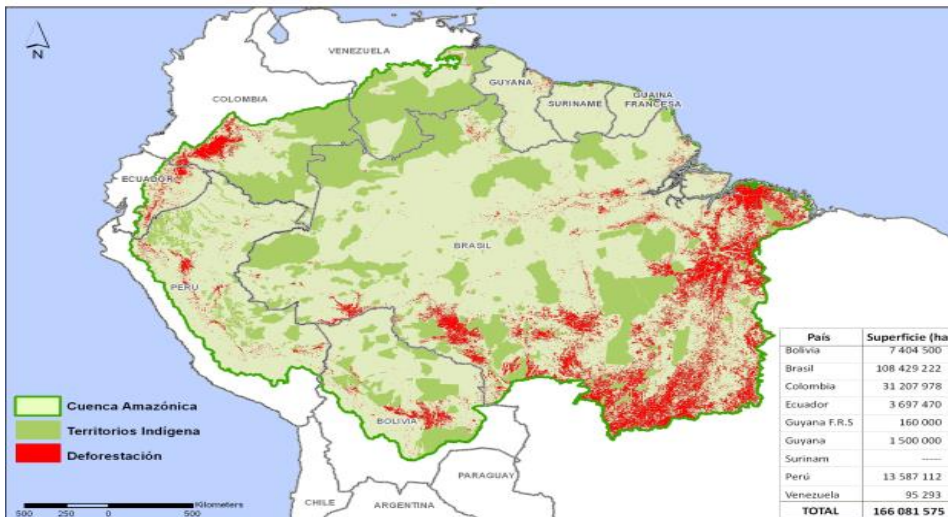 N
VENEZUELA
GUYANA
COLOMBIA
SURINAME
GUAINA
FRANCESA
ECUADOR
BRASIL
PERU
BOLIVIA
PARAGUAY
CHILE
ARGENTINA
Cuenca Amazónica
Territorios Indígena
Deforestación
500 250 0 500
Kilometers
País Superficie (ha
Bolivia 7 404 500
Brasil 108 429 222
Colombia 31 207 978
Ecuador 3 697 470
Guyana F.R.S 160 000
Guyana 1 500 000
Surinam -----
Perú 13 587 112
Venezuela 95 293
TOTAL 166 081 575